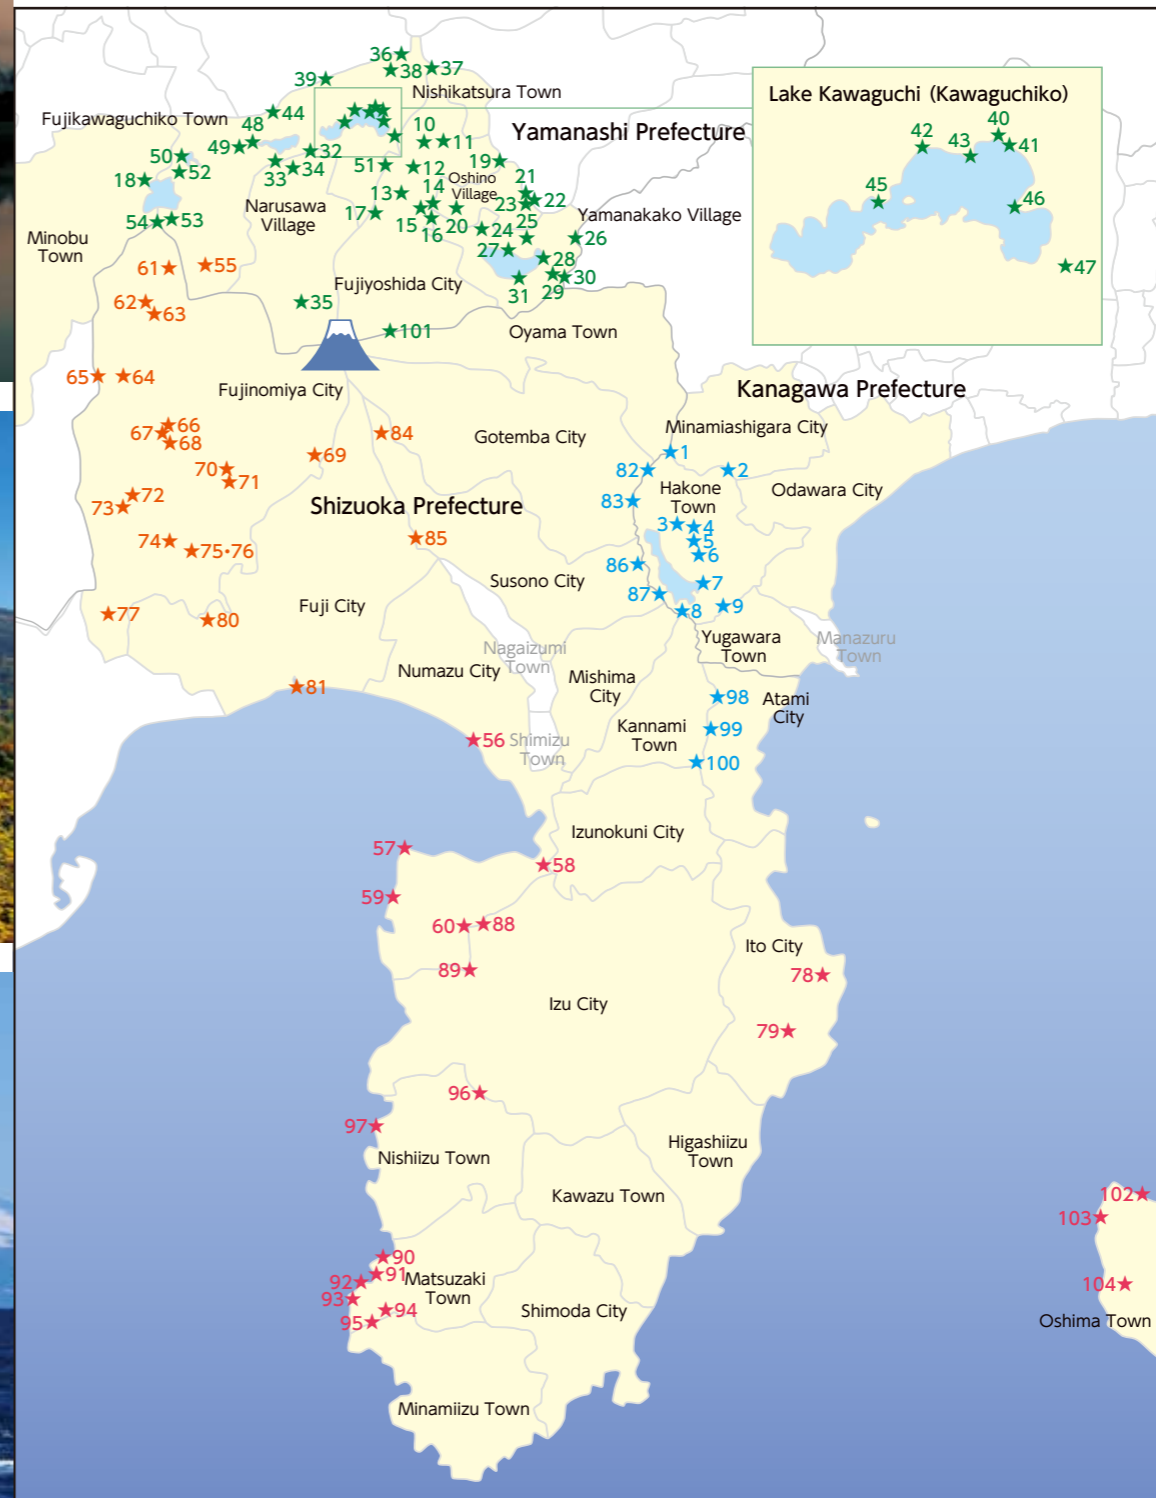 36
37
38
39
Nishikatsura Town
Lake Kawaguchi (Kawaguchiko)
40
41
42
43
45
46
47
44
Fujikawaguchiko Town
48
49
10
11
Yamanashi Prefecture
50
52
32
33
34
51
12
19
18
Oshino
Village
21
22
23
13
14
Narusawa
Village
17
15
16
20
24
25
Yamanakako Village
54
53
26
Minobu
Town
27
28
61
55
29
30
31
Fujiyoshida City
62
63
35
101
Oyama Town
65
64
Fujinomiya City
Kanagawa Prefecture
66
67
68
84
Gotemba City
Minamiashigara City
69
1
70
71
82
2
Hakone
Town
Odawara City
72
73
Shizuoka Prefecture
83
3
4
5
6
74
75•76
85
86
Susono City
87
7
77
80
Fuji City
8
9
Nagaizumi
Town
Yugawara
Town
Manazuru
Town
Numazu City
Mishima
City
81
98
Atami
City
56
Shimizu
Town
Kannami
Town
99
100
Izunokuni City
57
58
59
60
88
Ito City
89
78
Izu City
79
96
97
Nishiizu Town
Higashiizu
Town
Kawazu Town
102
103
90
91
92
Matsuzaki
Town
93
94
95
Shimoda City
104
Oshima Town
Minamiizu Town